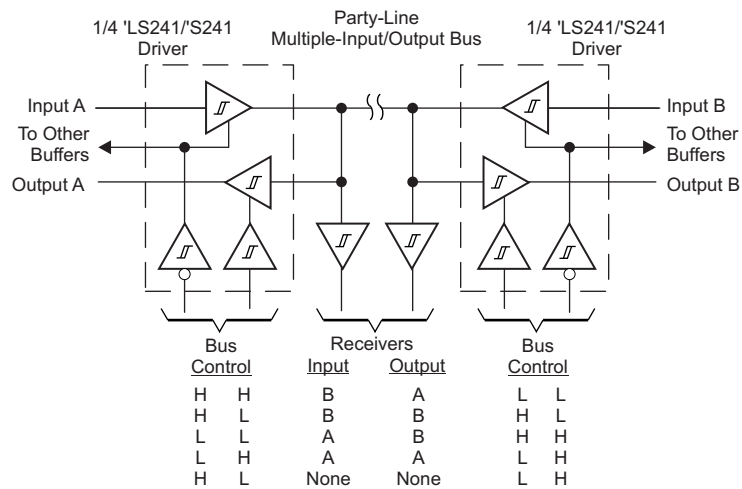 1/4 'LS241/'S241
Driver
Party-Line
Multiple-Input/Output Bus
1/4 'LS241/'S241
Driver
Input A
Input B
To Other
Buffers
To Other
Buffers
Output A
Output B
Bus
Control
Receivers
Input Output
Bus
Control
H H B A L L
H L B B H L
L L A B H H
L H A A L H
H L None None L H